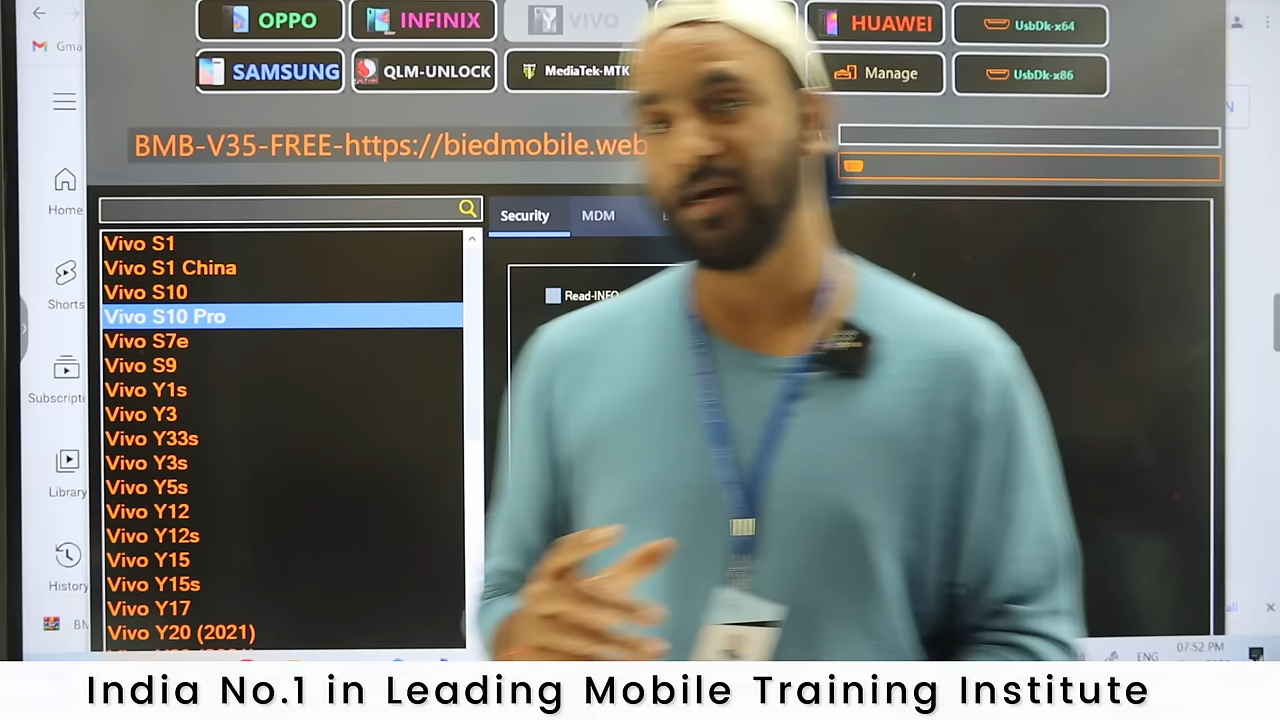 OPPO INFINIX VIVO HUAWEI UsbDk-x64
Gma
SAMSUNG QLM-UNLOCK MediaTek-MTK Manage UsbDk-x86
BMB-V35-FREE-https://biedmobile.web
Home
Shorts
Subscripti
Library
History
Security MDM
Read-INFO
Vivo S1
Vivo S1 China
Vivo S10
Vivo S10 Pro
Vivo S7e
Vivo S9
Vivo Y1s
Vivo Y3
Vivo Y33s
Vivo Y3s
Vivo Y5s
Vivo Y12
Vivo Y12s
Vivo Y15
Vivo Y15s
Vivo Y17
Vivo Y20 (2021)
ENG
07:52 PM
India No.1 in Leading Mobile Training Institute